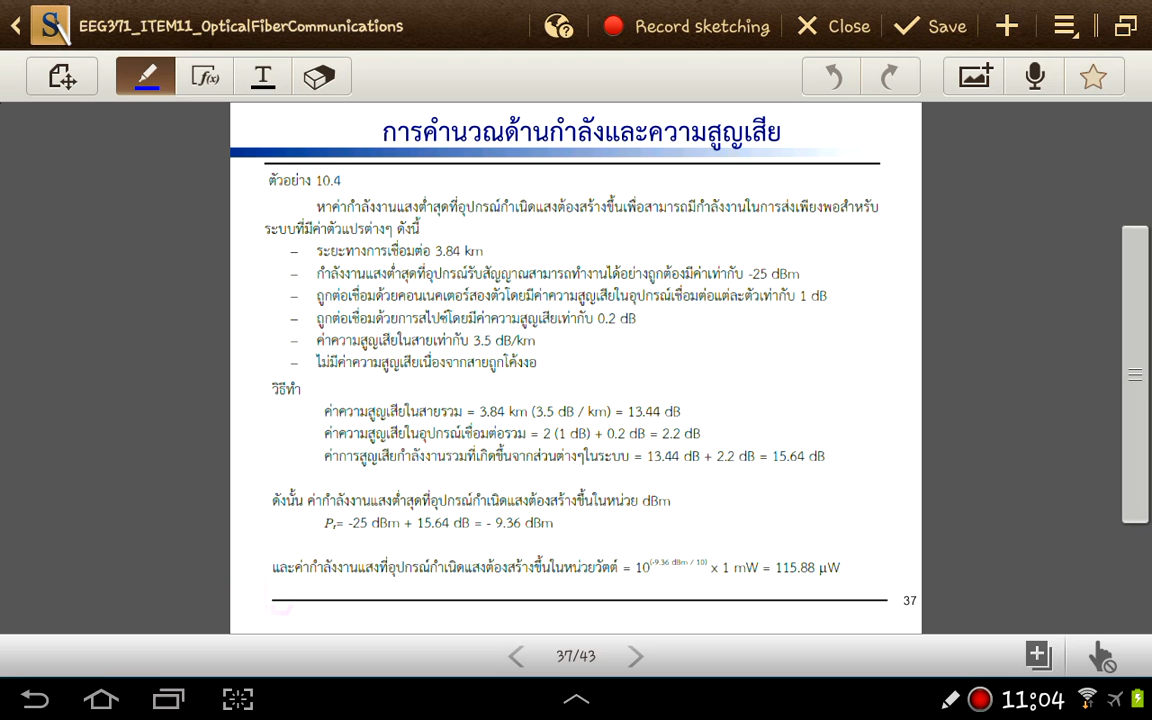 EEG371_ITEM11_OpticalFiberCommunications
Record sketching
Close
Save
การคำนวณด้านกำลังและความสูญเสีย
ตัวอย่าง 10.4
หาค่ากำลังงานแสงต่ำสุดที่อุปกรณ์กำเนิดแสงต้องสร้างขึ้นเพื่อสามารถมีกำลังงานในการส่งเพียงพอสำหรับ
ระบบที่มีค่าตัวแปรต่างๆ ดังนี้
– ระยะทางการเชื่อมต่อ 3.84 km
– กำลังงานแสงต่ำสุดที่อุปกรณ์รับสัญญาณสามารถทำงานได้อย่างถูกต้องมีค่าเท่ากับ -25 dBm
– ถูกต่อเชื่อมด้วยคอนเนคเตอร์สองตัวโดยมีค่าความสูญเสียในอุปกรณ์เชื่อมต่อแต่ละตัวเท่ากับ 1 dB
– ถูกต่อเชื่อมด้วยการสไปซ์โดยมีค่าความสูญเสียเท่ากับ 0.2 dB
– ค่าความสูญเสียในสายเท่ากับ 3.5 dB/km
– ไม่มีค่าความสูญเสียเนื่องจากสายถูกโค้งงอ
วิธีทำ
ค่าความสูญเสียในสายรวม = 3.84 km (3.5 dB / km) = 13.44 dB
ค่าความสูญเสียในอุปกรณ์เชื่อมต่อรวม = 2 (1 dB) + 0.2 dB = 2.2 dB
ค่าการสูญเสียกำลังงานรวมที่เกิดขึ้นจากส่วนต่างๆในระบบ = 13.44 dB + 2.2 dB = 15.64 dB
ดังนั้น ค่ากำลังงานแสงต่ำสุดที่อุปกรณ์กำเนิดแสงต้องสร้างขึ้นในหน่วย dBm
Pt= -25 dBm + 15.64 dB = - 9.36 dBm
และค่ากำลังงานแสงที่อุปกรณ์กำเนิดแสงต้องสร้างขึ้นในหน่วยวัตต์ = 10(-9.36 dBm / 10) x 1 mW = 115.88 μW
37
37/43
11:04